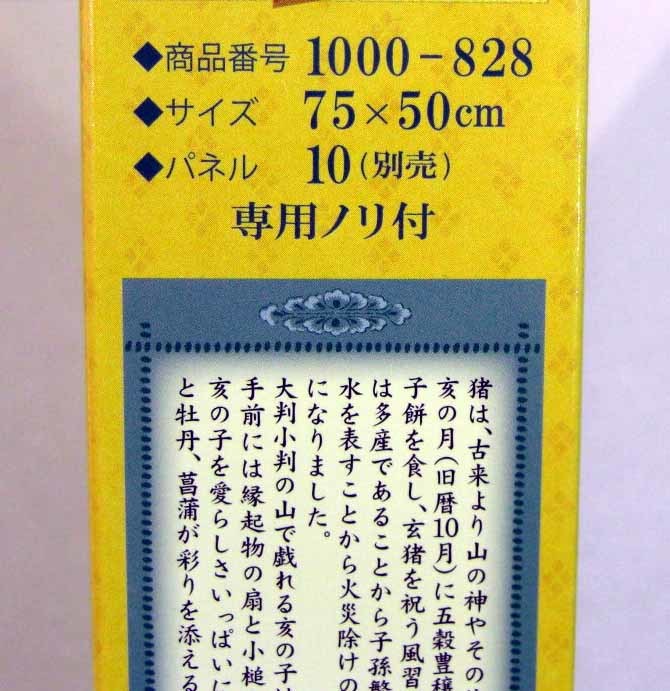 ◆商品番号 1000-828
◆サイズ 75×50cm
◆パネル 10(別売)
専用ノリ付
猪は、古来より山の神やその
亥の月(旧暦10月)に五穀豊穣
子餅を食し、玄猪を祝う風習
は多産であることから子孫繁
水を表すことから火災除けの
になりました。
大判小判の山で戯れる亥の子
手前には縁起物の扇と小槌
亥の子を愛らしさいっぱいに
と牡丹、菖蒲が彩りを添える